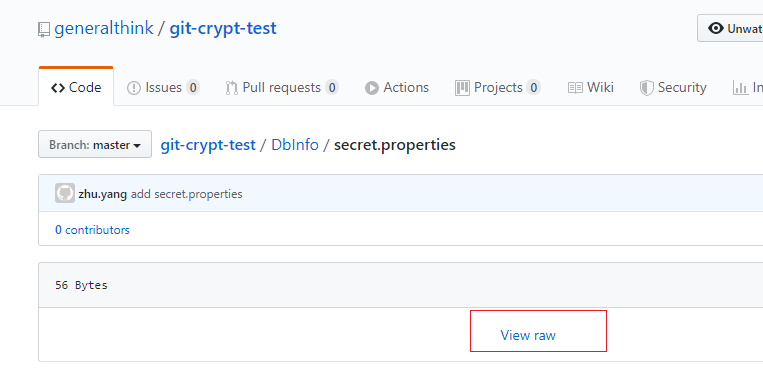 generalthink / git-crypt-test
Unwat
Code Issues 0 Pull requests 0 Actions Projects 0 Wiki Security In
Branch: master git-crypt-test / DbInfo / secret.properties
zhu.yang add secret.properties
0 contributors
56 Bytes
View raw